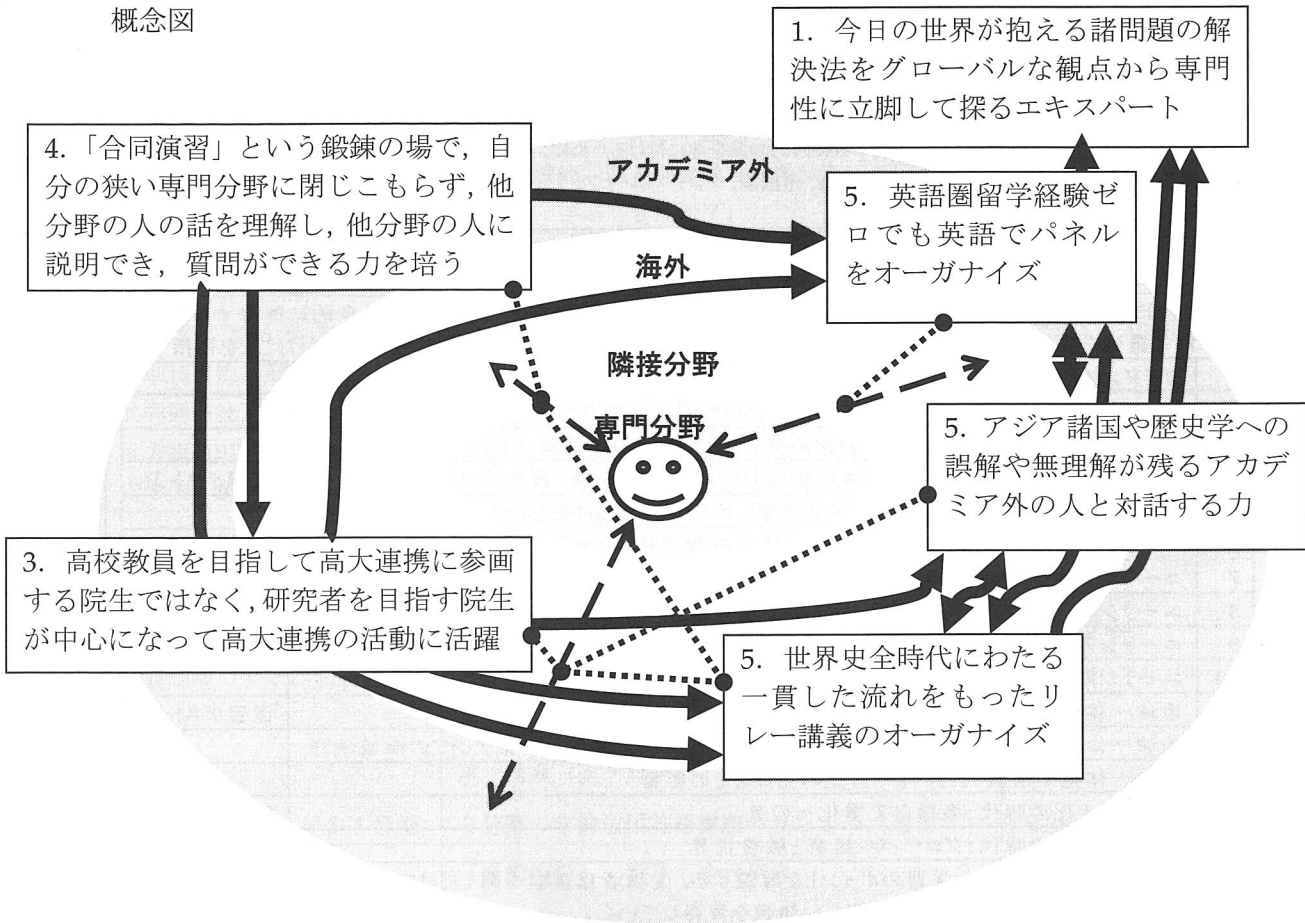 概念図
1. 今日の世界が抱える諸問題の解
決法をグローバルな観点から専門
性に立脚して探るエキスパート
4.「合同演習」という鍛錬の場で，自
分の狭い専門分野に閉じこもらず，他
分野の人の話を理解し，他分野の人に
説明でき，質問ができる力を培う
アカデミア外
5. 英語圏留学経験ゼ
ロでも英語でパネル
をオーガナイズ
海外
隣接分野
専門分野
5. アジア諸国や歴史学への
誤解や無理解が残るアカデ
ミア外の人と対話する力
3. 高校教員を目指して高大連携に参画
する院生ではなく，研究者を目指す院生
が中心になって高大連携の活動に活躍
5. 世界史全時代にわたる
一貫した流れをもったリ
レー講義のオーガナイズ